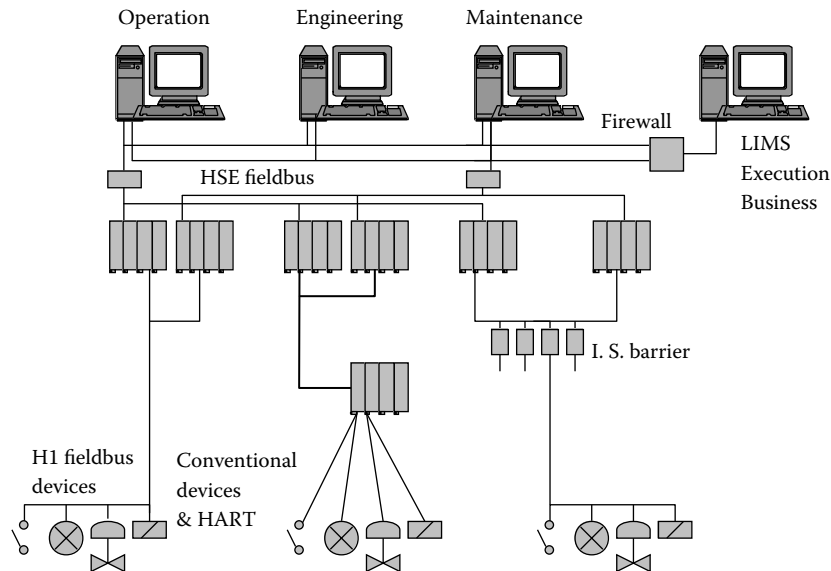 Operation
Engineering
Maintenance
Firewall
LIMS
Execution
Business
HSE fieldbus
I. S. barrier
H1 fieldbus
devices
Conventional
devices
& HART